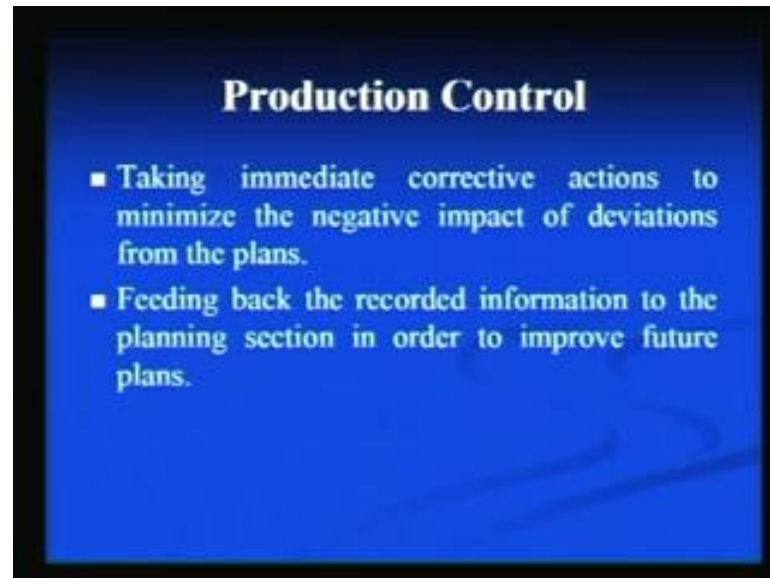 Production Control
Taking immediate corrective actions to
minimize the negative impact of deviations
from the plans.
Feeding back the recorded information to the
planning section in order to improve future
plans.